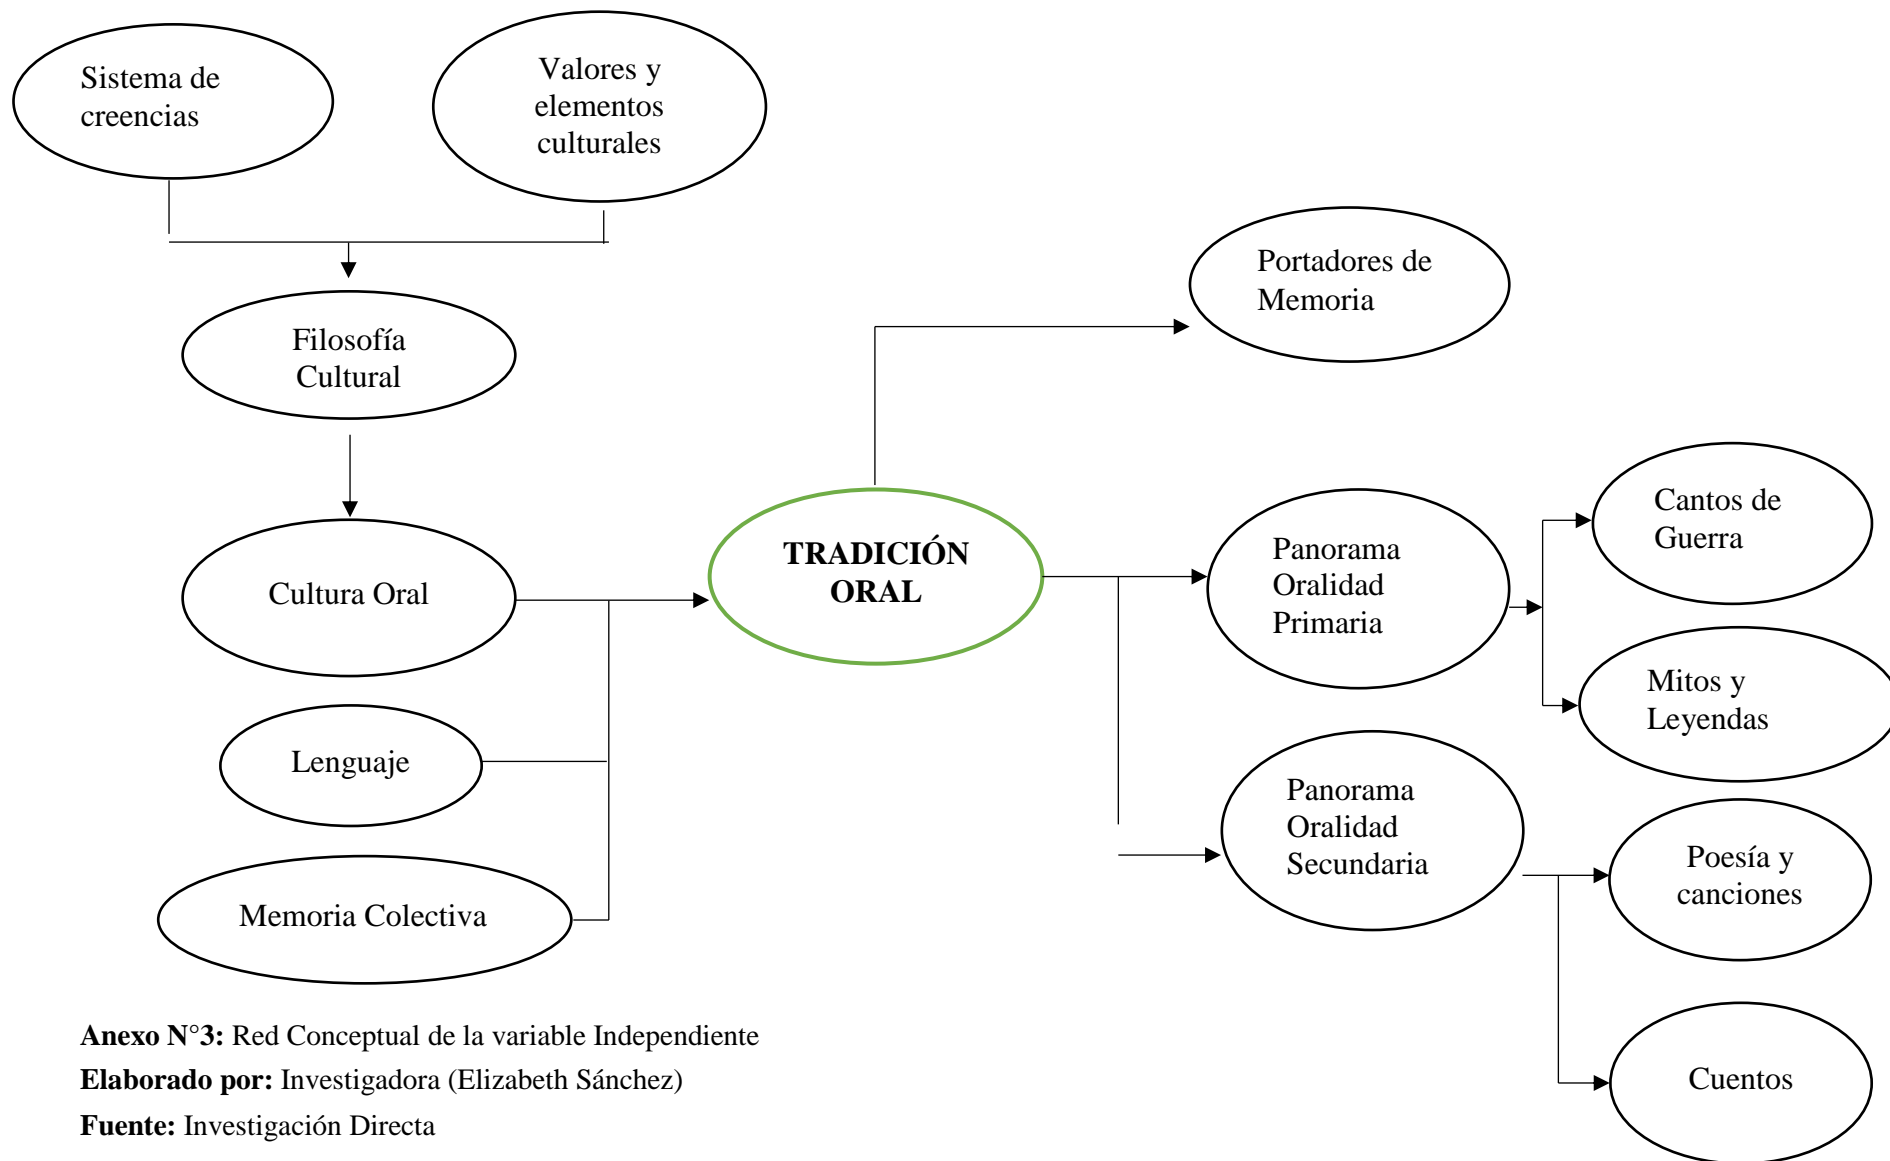 Sistema de
creencias
Valores y
elementos
culturales
Filosofía
Cultural
Cultura Oral
Lenguaje
Memoria Colectiva
TRADICIÓN
ORAL
Portadores de
Memoria
Panorama
Oralidad
Primaria
Cantos de
Guerra
Mitos y
Leyendas
Panorama
Oralidad
Secundaria
Poesía y
canciones
Cuentos
Anexo N°3: Red Conceptual de la variable Independiente
Elaborado por: Investigadora (Elizabeth Sánchez)
Fuente: Investigación Directa